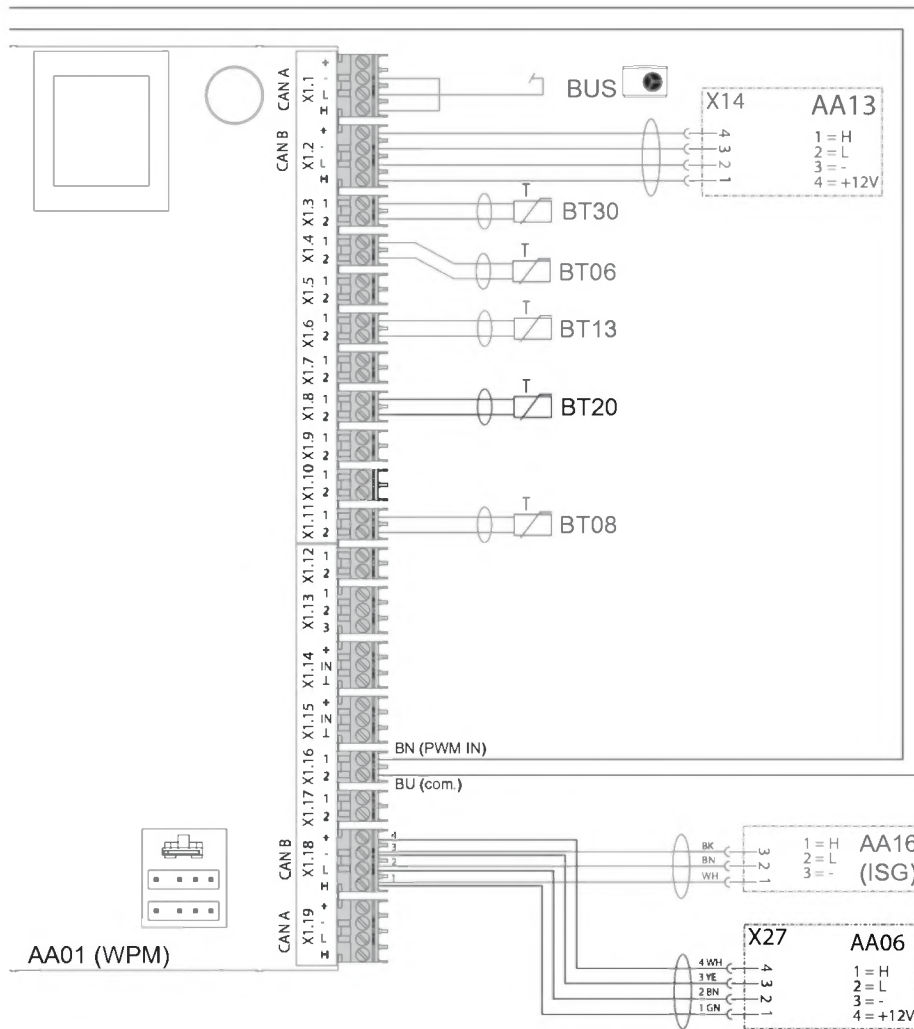 CAN A
X1.1
+
-
L
H
BUS
X14
AA13
4
3
2
1
1 = H
2 = L
3 = -
4 = +12V
CAN B
X1.2
+
-
L
H
X1.3
1
2
T
BT30
X1.4
1
2
T
BT06
X1.5
1
2
X1.6
1
2
T
BT13
X1.7
1
2
X1.8
1
2
T
BT20
X1.9
1
2
X1.10
1
2
X1.11
1
2
T
BT08
X1.12
1
2
X1.13
1
2
3
X1.14
+
IN
⊥
X1.15
+
IN
⊥
BN (PWM IN)
X1.16
1
2
BU (com.)
X1.17
1
2
CAN B
X1.18
+
-
L
H
4
3
2
1
BK
BN
WH
3
2
1
1 = H
2 = L
3 = -
AA16
(ISG)
CAN A
X1.19
+
-
L
H
AA01 (WPM)
X27
AA06
4 WH
3 YE
2 BN
1 GN
4
3
2
1
1 = H
2 = L
3 = -
4 = +12V